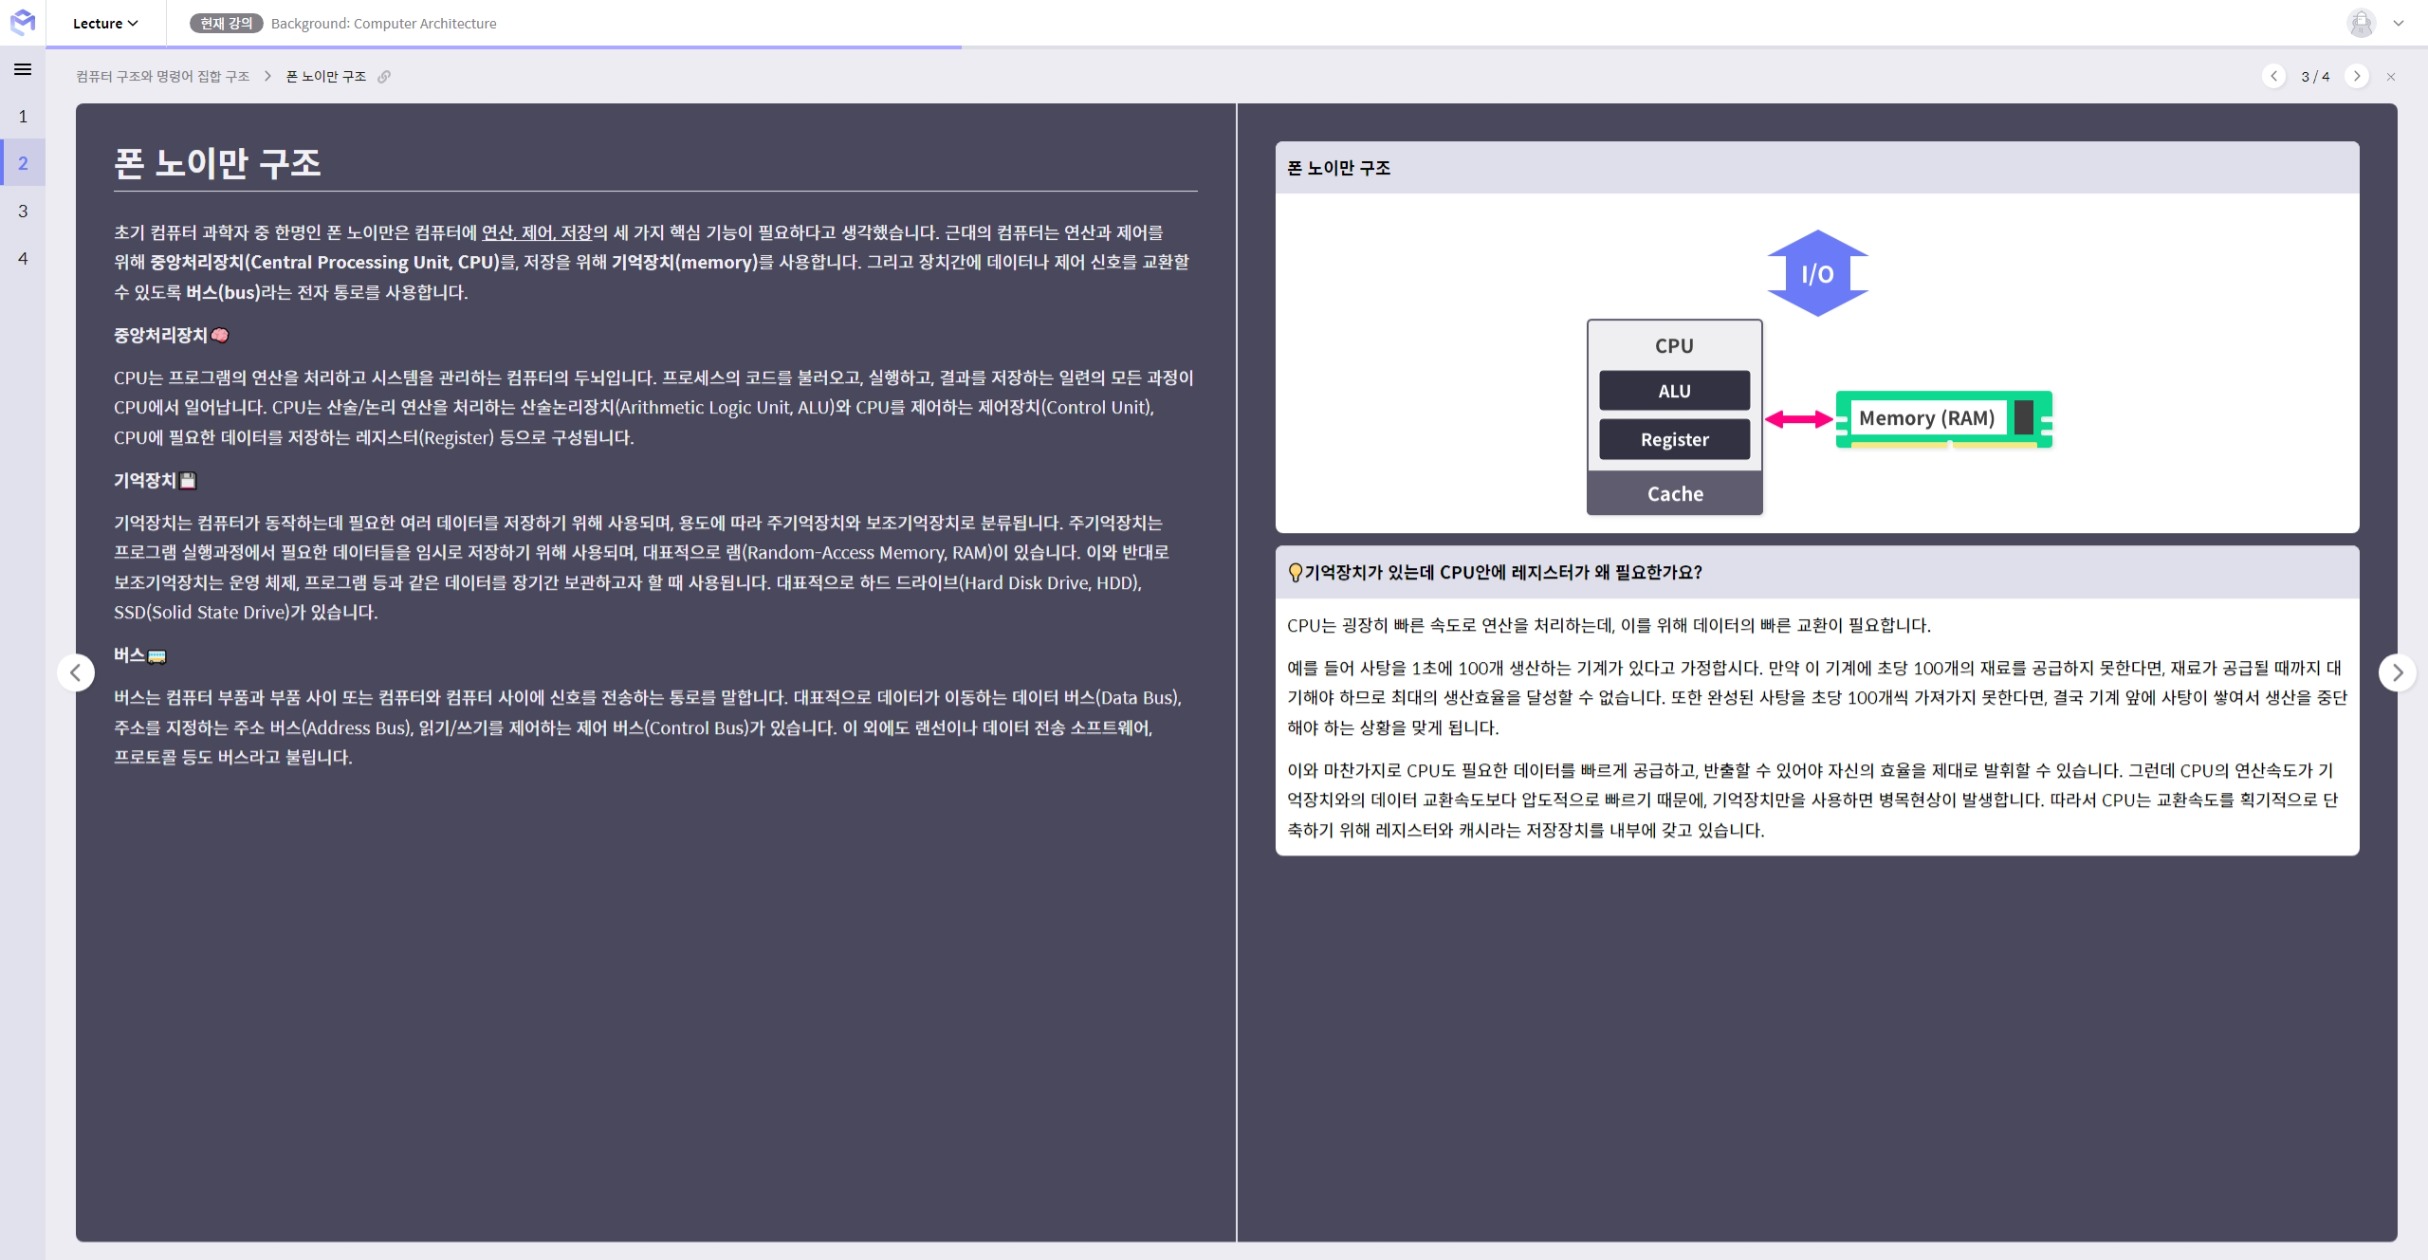 Lecture
현재 강의 Background: Computer Architecture
컴퓨터 구조와 명령어 집합 구조 > 폰 노이만 구조
3 / 4
1
2
3
4
폰 노이만 구조
초기 컴퓨터 과학자 중 한명인 폰 노이만은 컴퓨터에 연산, 제어, 저장의 세 가지 핵심 기능이 필요하다고 생각했습니다. 근대의 컴퓨터는 연산과 제어를
위해 중앙처리장치(Central Processing Unit, CPU)를, 저장을 위해 기억장치(memory)를 사용합니다. 그리고 장치간에 데이터나 제어 신호를 교환할
수 있도록 버스(bus)라는 전자 통로를 사용합니다.
중앙처리장치🧠
CPU는 프로그램의 연산을 처리하고 시스템을 관리하는 컴퓨터의 두뇌입니다. 프로세스의 코드를 불러오고, 실행하고, 결과를 저장하는 일련의 모든 과정이
CPU에서 일어납니다. CPU는 산술/논리 연산을 처리하는 산술논리장치(Arithmetic Logic Unit, ALU)와 CPU를 제어하는 제어장치(Control Unit),
CPU에 필요한 데이터를 저장하는 레지스터(Register) 등으로 구성됩니다.
기억장치💾
기억장치는 컴퓨터가 동작하는데 필요한 여러 데이터를 저장하기 위해 사용되며, 용도에 따라 주기억장치와 보조기억장치로 분류됩니다. 주기억장치는
프로그램 실행과정에서 필요한 데이터들을 임시로 저장하기 위해 사용되며, 대표적으로 램(Random-Access Memory, RAM)이 있습니다. 이와 반대로
보조기억장치는 운영 체제, 프로그램 등과 같은 데이터를 장기간 보관하고자 할 때 사용됩니다. 대표적으로 하드 드라이브(Hard Disk Drive, HDD),
SSD(Solid State Drive)가 있습니다.
버스🚌
버스는 컴퓨터 부품과 부품 사이 또는 컴퓨터와 컴퓨터 사이에 신호를 전송하는 통로를 말합니다. 대표적으로 데이터가 이동하는 데이터 버스(Data Bus),
주소를 지정하는 주소 버스(Address Bus), 읽기/쓰기를 제어하는 제어 버스(Control Bus)가 있습니다. 이 외에도 랜선이나 데이터 전송 소프트웨어,
프로토콜 등도 버스라고 불립니다.
폰 노이만 구조
I/O
CPU
ALU
Register
Cache
Memory (RAM)
💡기억장치가 있는데 CPU안에 레지스터가 왜 필요한가요?
CPU는 굉장히 빠른 속도로 연산을 처리하는데, 이를 위해 데이터의 빠른 교환이 필요합니다.
예를 들어 사탕을 1초에 100개 생산하는 기계가 있다고 가정합시다. 만약 이 기계에 초당 100개의 재료를 공급하지 못한다면, 재료가 공급될 때까지 대
기해야 하므로 최대의 생산효율을 달성할 수 없습니다. 또한 완성된 사탕을 초당 100개씩 가져가지 못한다면, 결국 기계 앞에 사탕이 쌓여서 생산을 중단
해야 하는 상황을 맞게 됩니다.
이와 마찬가지로 CPU도 필요한 데이터를 빠르게 공급하고, 반출할 수 있어야 자신의 효율을 제대로 발휘할 수 있습니다. 그런데 CPU의 연산속도가 기
억장치와의 데이터 교환속도보다 압도적으로 빠르기 때문에, 기억장치만을 사용하면 병목현상이 발생합니다. 따라서 CPU는 교환속도를 획기적으로 단
축하기 위해 레지스터와 캐시라는 저장장치를 내부에 갖고 있습니다.